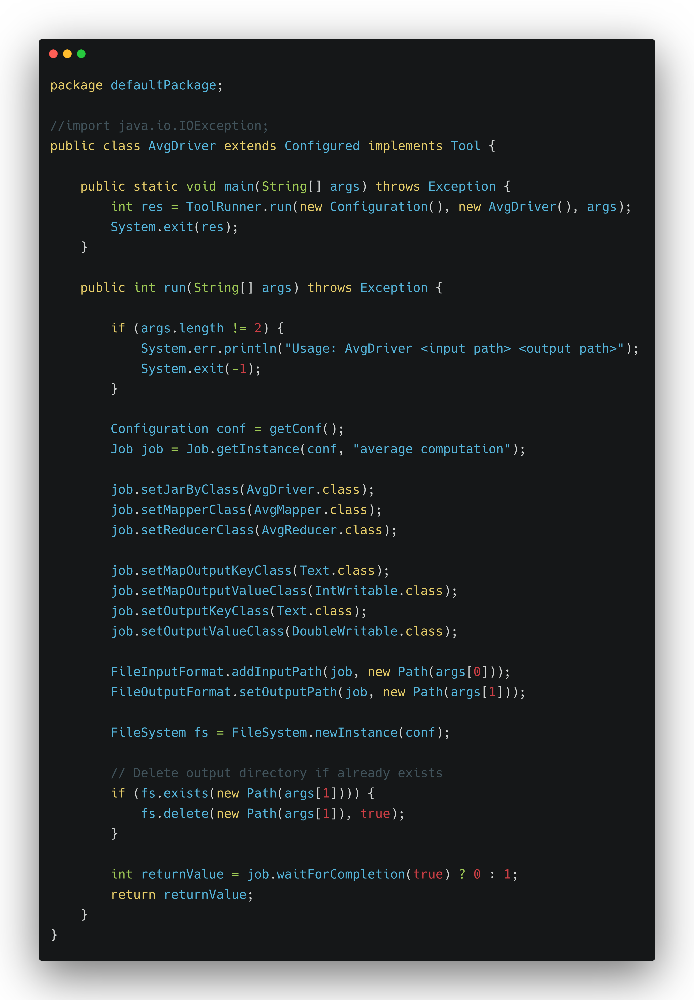 package defaultPackage;
//import java.io.IOException;
public class AvgDriver extends Configured implements Tool {
    public static void main(String[] args) throws Exception {
        int res = ToolRunner.run(new Configuration(), new AvgDriver(), args);
        System.exit(res);
    }
    public int run(String[] args) throws Exception {
        if (args.length != 2) {
            System.err.println("Usage: AvgDriver <input path> <output path>");
            System.exit(-1);
        }
        Configuration conf = getConf();
        Job job = Job.getInstance(conf, "average computation");
        job.setJarByClass(AvgDriver.class);
        job.setMapperClass(AvgMapper.class);
        job.setReducerClass(AvgReducer.class);
        job.setMapOutputKeyClass(Text.class);
        job.setMapOutputValueClass(IntWritable.class);
        job.setOutputKeyClass(Text.class);
        job.setOutputValueClass(DoubleWritable.class);
        FileInputFormat.addInputPath(job, new Path(args[0]));
        FileOutputFormat.setOutputPath(job, new Path(args[1]));
        FileSystem fs = FileSystem.newInstance(conf);
        // Delete output directory if already exists
        if (fs.exists(new Path(args[1]))) {
            fs.delete(new Path(args[1]), true);
        }
        int returnValue = job.waitForCompletion(true) ? 0 : 1;
        return returnValue;
    }
}